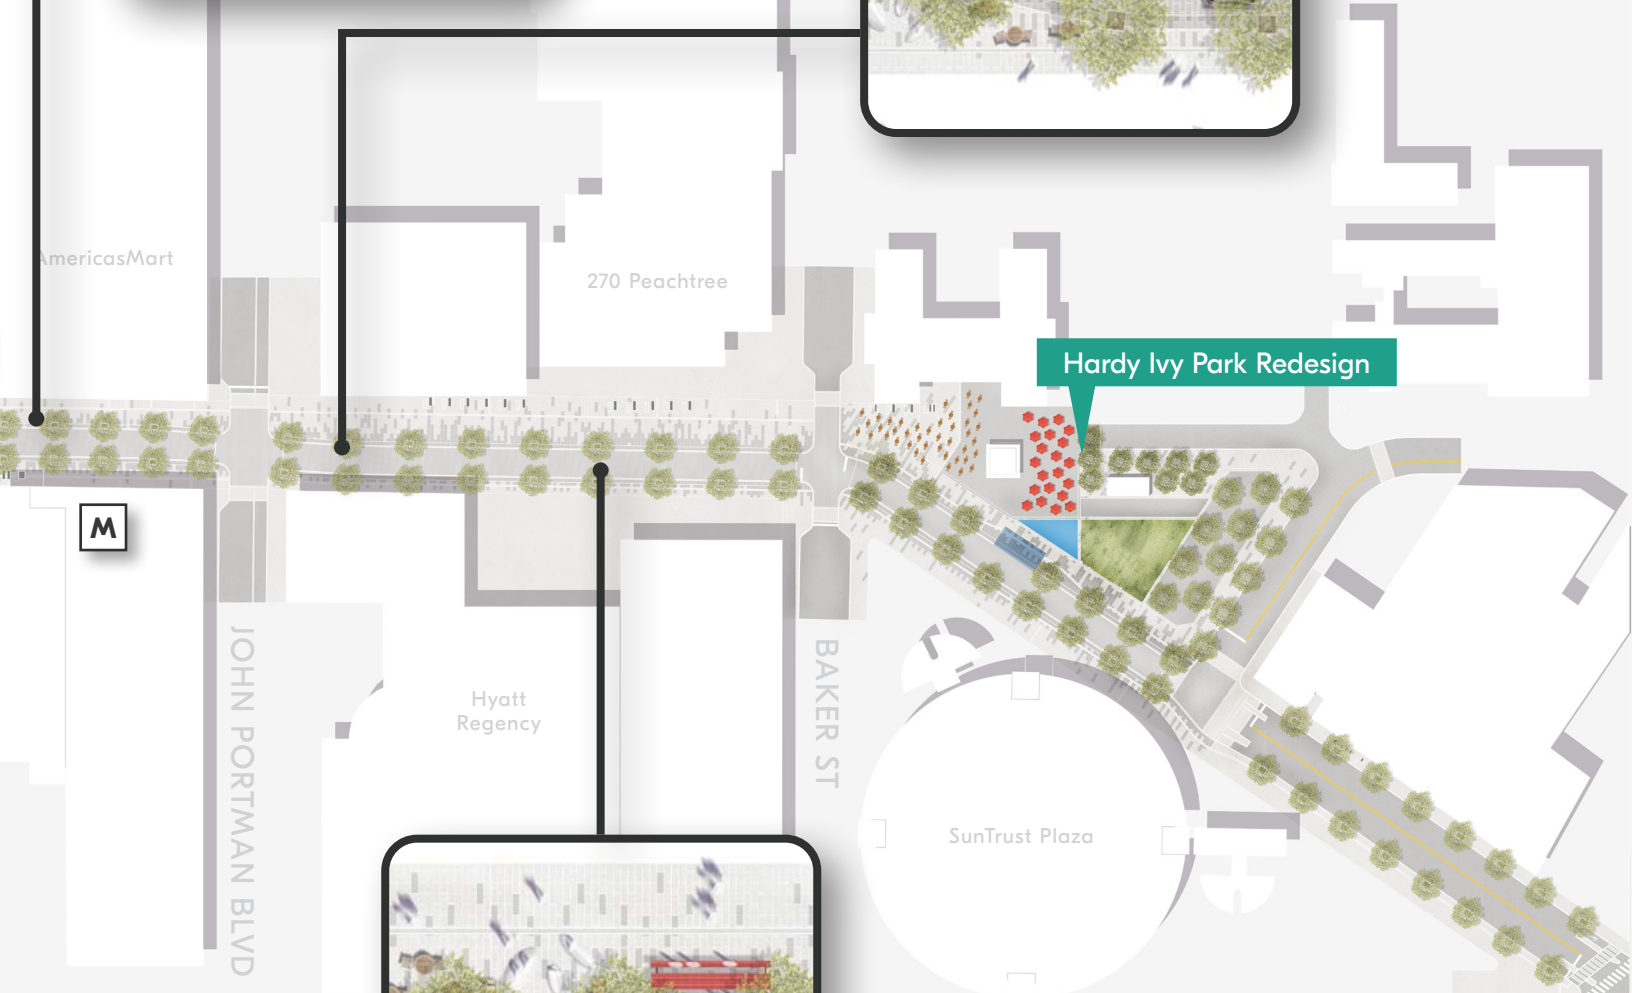 AmericasMart
270 Peachtree
Hardy Ivy Park Redesign
M
JOHN PORTMAN BLVD
Hyatt
Regency
BAKER ST
SunTrust Plaza